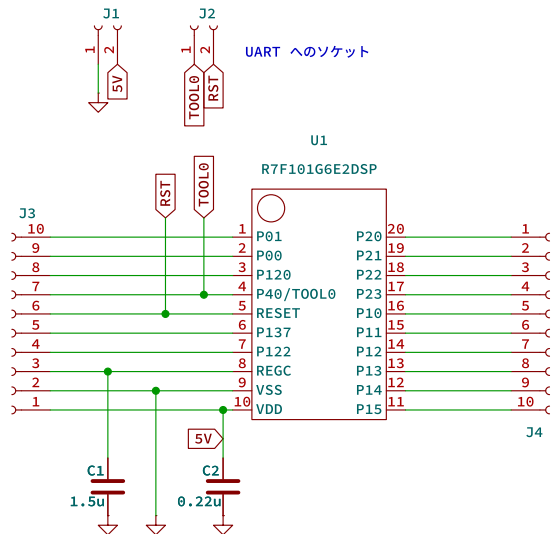 J1
J2
1
2
1
2
UART へのソケット
5V
TOOL0
RST
U1
R7F101G6E2DSP
RST
TOOL0
J3
10 1 P01 P20 20 1
9 2 P00 P21 19 2
8 3 P120 P22 18 3
7 4 P40/TOOL0 P23 17 4
6 5 RESET P10 16 5
5 6 P137 P11 15 6
4 7 P122 P12 14 7
3 8 REGC P13 13 8
2 9 VSS P14 12 9
1 10 VDD P15 11 10
J4
5V
C1
1.5u
C2
0.22u